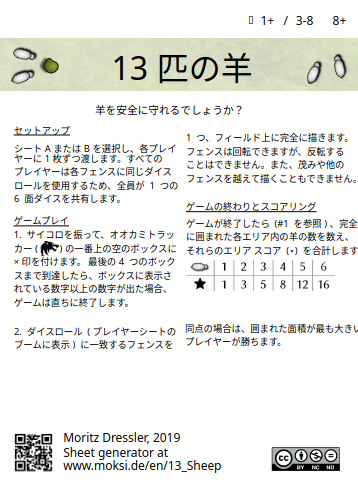 1+ / 3-8 8+
13 匹の羊
羊を安全に守れるでしょうか？
セットアップ
シート A または B を選択し、各プレイ
ヤーに 1 枚ずつ渡します。すべての
プレイヤーは各フェンスに同じダイス
ロールを使用するため、全員が 1 つの
6 面ダイスを共有します。
ゲームプレイ
1. サイコロを振って、オオカミトラッ
カー ( ) の一番上の空のボックスに
× 印を付けます。 最後の 4 つのボック
スまで到達したら、ボックスに表示さ
れている数字以上の数字が出た場合、
ゲームは直ちに終了します。
2. ダイスロール ( プレイヤーシートの
ブームに表示 ) に一致するフェンスを
1 つ、フィールド上に完全に描きます。
フェンスは回転できますが、反転する
ことはできません。また、茂みや他の
フェンスを越えて描くこともできません。
ゲームの終わりとスコアリング
ゲームが終了したら (#1 を参照 )、完全
に囲まれた各エリア内の羊の数を数え、
それらのエリア スコア (★) を合計します
1 2 3 4 5 6
★ 1 3 5 8 12 16
同点の場合は、囲まれた面積が最も大きい
プレイヤーが勝ちます。
Moritz Dressler, 2019
Sheet generator at
www.moksi.de/en/13_Sheep
cc BY NC ND